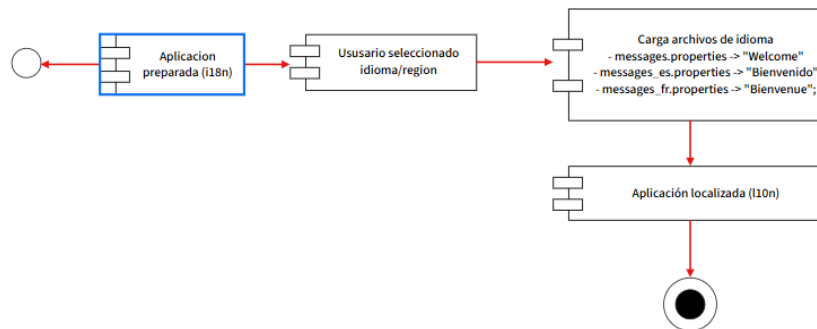 Aplicacion
preparada (i18n)
Ususario seleccionado
idioma/region
Carga archivos de idioma
- messages.properties -> "Welcome"
- messages_es.properties -> "Bienvenido"
- messages_fr.properties -> "Bienvenue";
Aplicación localizada (l10n)